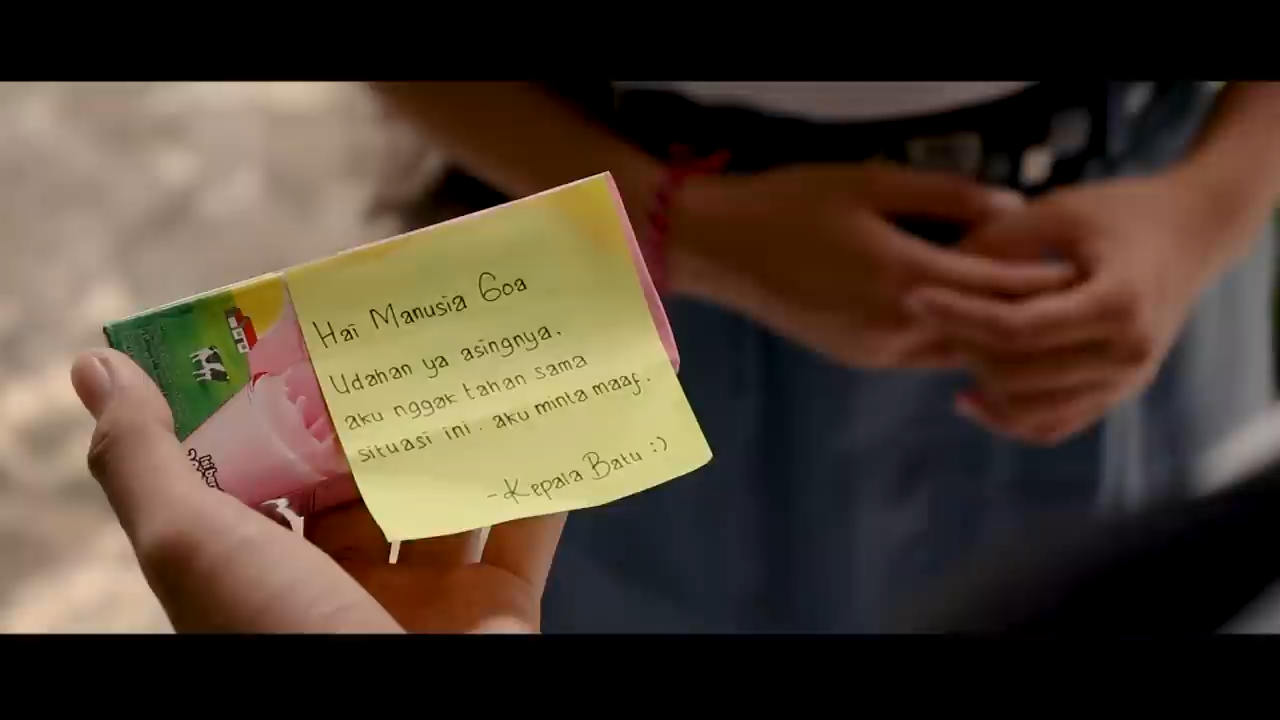 Hai Manusia Goa
Udahan ya asingnya.
aku nggak tahan sama
situasi ini. aku minta maaf.
-Kepala Batu :)